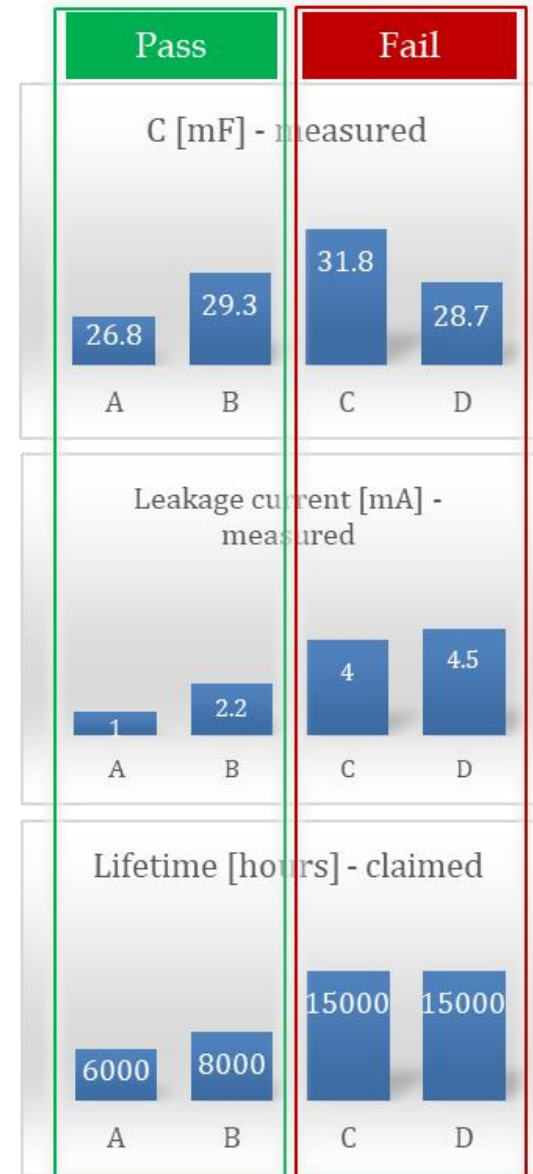 Pass Fail
C [mF] - measured
26.8 29.3 31.8 28.7
A B C D
Leakage current [mA] -
measured
1 2.2 4 4.5
A B C D
Lifetime [hours] - claimed
6000 8000 15000 15000
A B C D